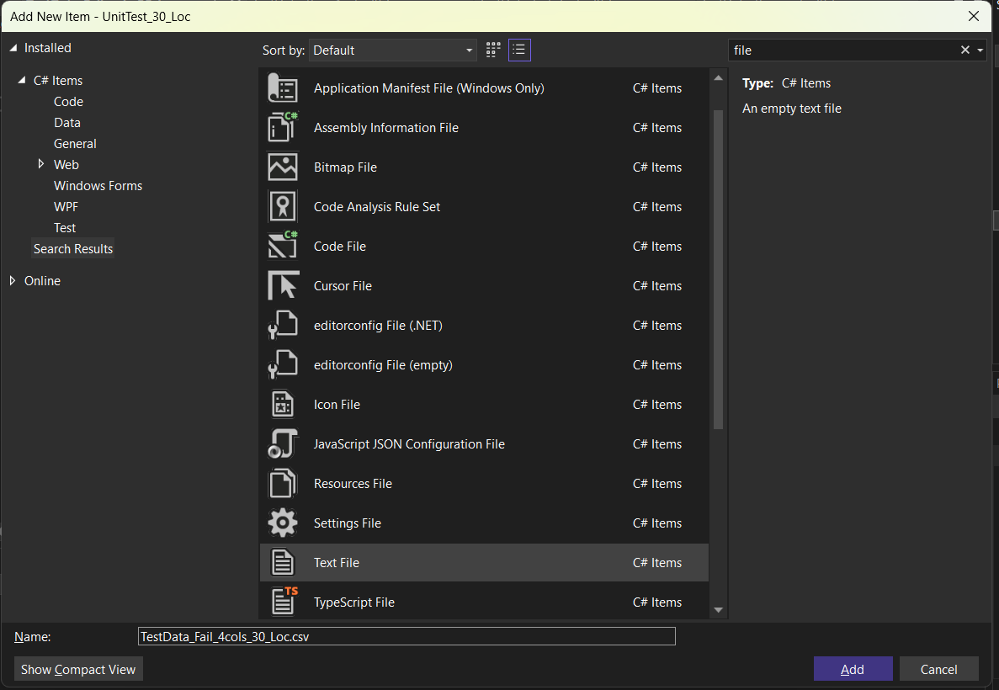 Add New Item - UnitTest_30_Loc
Installed
C# Items
Code
Data
General
Web
Windows Forms
WPF
Test
Search Results
Online
Sort by: Default
Application Manifest File (Windows Only) C# Items
C# Assembly Information File C# Items
Bitmap File C# Items
Code Analysis Rule Set C# Items
C# Code File C# Items
Cursor File C# Items
editorconfig File (.NET) C# Items
editorconfig File (empty) C# Items
Icon File C# Items
JavaScript JSON Configuration File C# Items
Resources File C# Items
Settings File C# Items
Text File C# Items
TS TypeScript File C# Items
file
Type: C# Items
An empty text file
Name: TestData_Fail_4cols_30_Loc.csv
Show Compact View
Add
Cancel